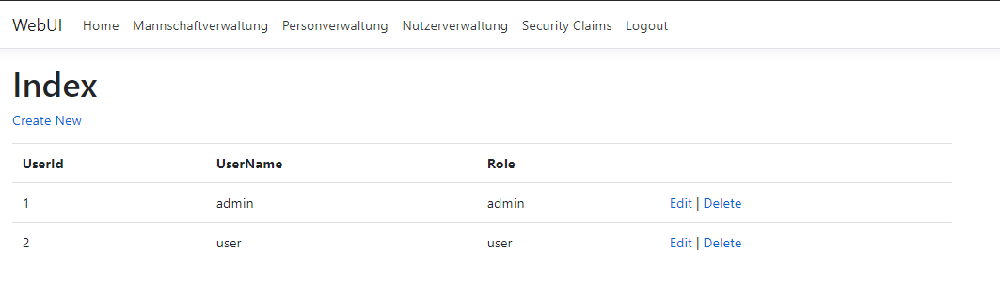 WebUI Home Mannschaftverwaltung Personverwaltung Nutzerverwaltung Security Claims Logout
Index
Create New
UserId UserName Role
1 admin admin Edit | Delete
2 user user Edit | Delete